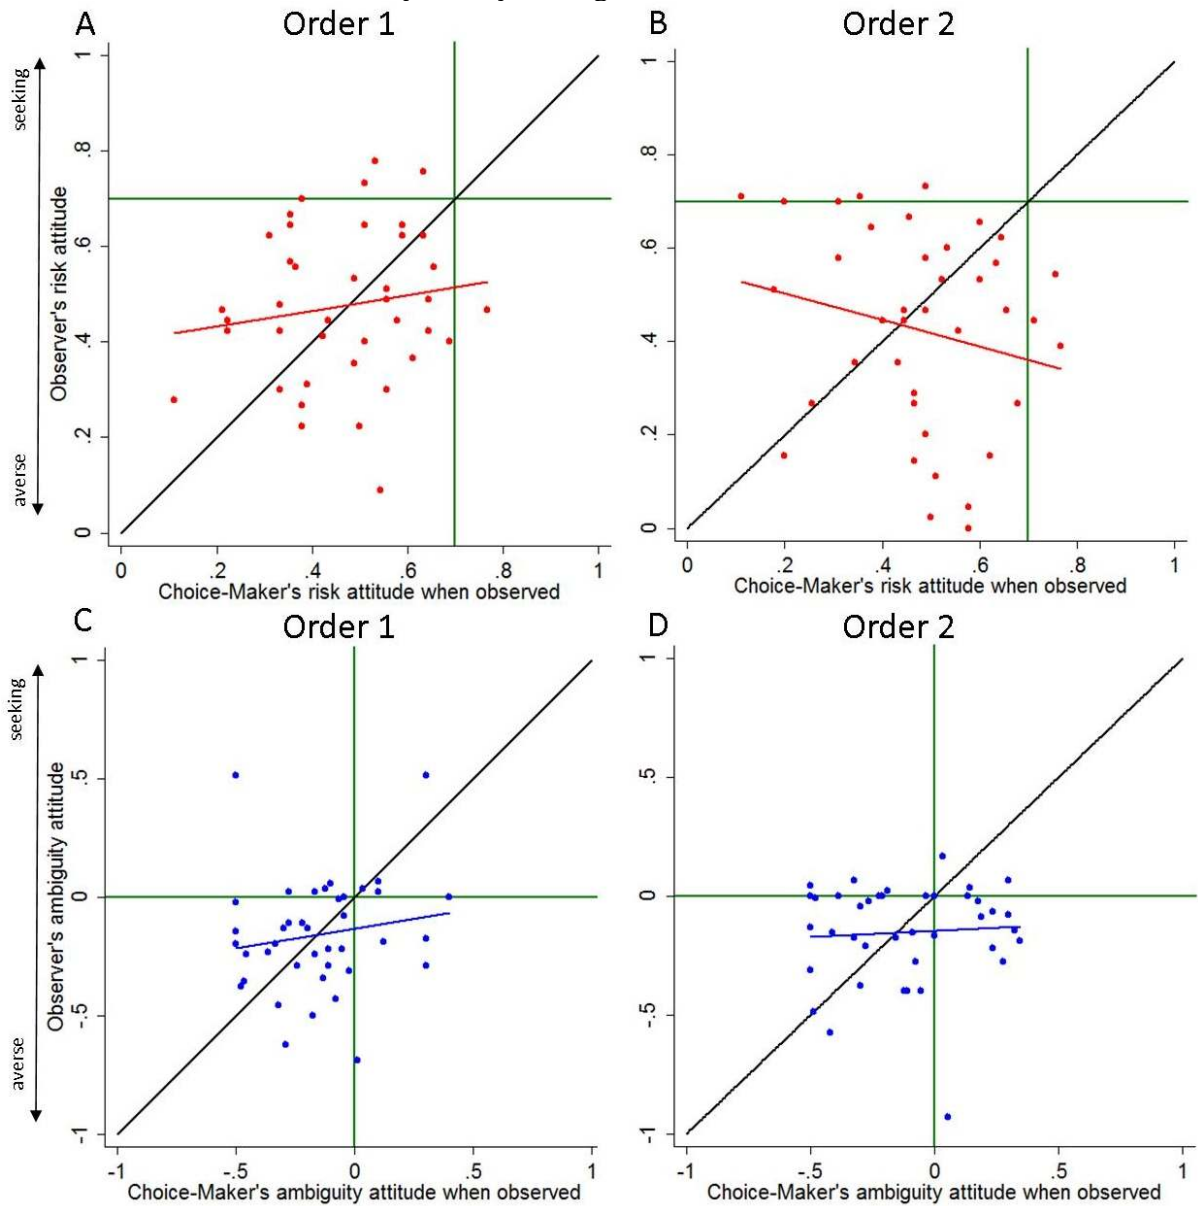 A
Order 1
B
Order 2
seeking
averse
Observer's risk attitude
1
.8
.6
.4
.2
0
0 .2 .4 .6 .8 1
Choice-Maker's risk attitude when observed
1
.8
.6
.4
.2
0
0 .2 .4 .6 .8 1
Choice-Maker's risk attitude when observed
C
Order 1
D
Order 2
seeking
averse
Observer's ambiguity attitude
1
.5
0
-.5
-1
-1 -.5 0 .5 1
Choice-Maker's ambiguity attitude when observed
1
.5
0
-.5
-1
-1 -.5 0 .5 1
Choice-Maker's ambiguity attitude when observed